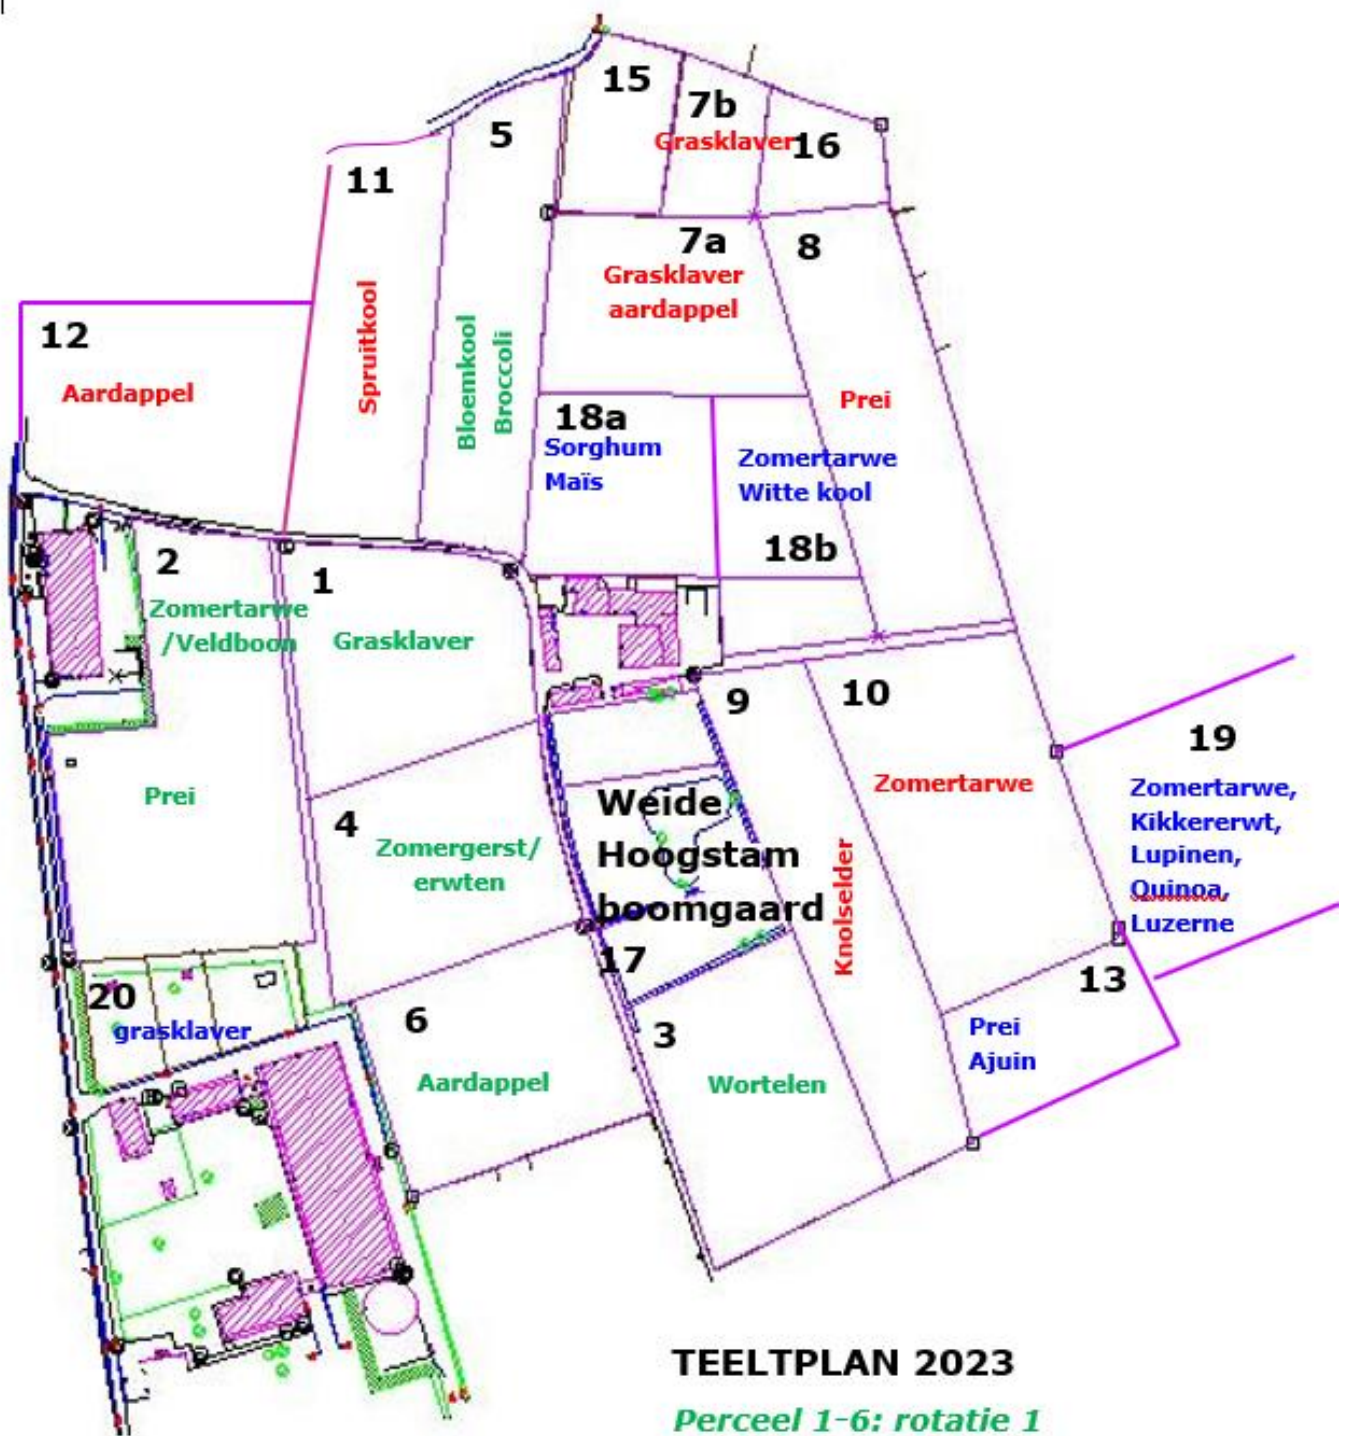 15
7b
Grasklaver
16
5
11
7a
8
Grasklaver
aardappel
12
Aardappel
Spruitkool
Bloemkool
Broccoli
Prei
18a
Sorghum
Maïs
Zomertarwe
Witte kool
18b
2
Zomertarwe
/Veldboon
1
Grasklaver
9
10
19
Zomertarwe,
Kikkererwt,
Lupinen,
Quinoa,
Luzerne
Zomertarwe
Prei
4
Zomergerst/
erwten
Weide
Hoogstam
boomgaard
Knolselder
17
13
20
grasklaver
6
3
Prei
Ajuin
Aardappel
Wortelen
TEELTPLAN 2023
Perceel 1-6: rotatie 1